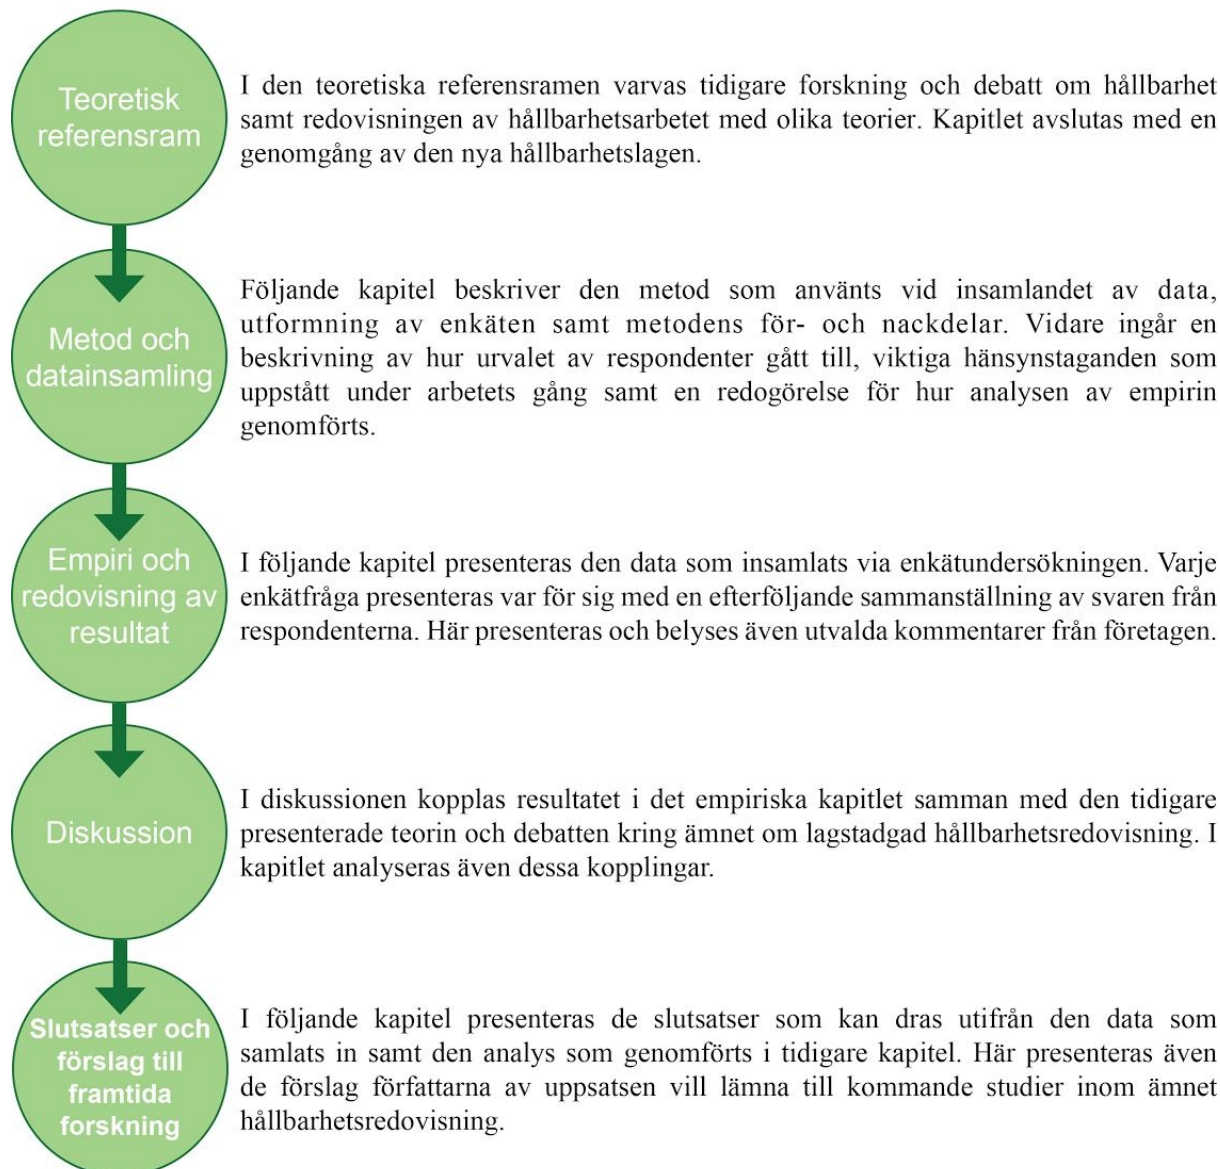 Teoretisk
referensram
I den teoretiska referensramen varvas tidigare forskning och debatt om hållbarhet
samt redovisningen av hållbarhetsarbetet med olika teorier. Kapitlet avslutas med en
genomgång av den nya hållbarhetslagen.
Metod och
datainsamling
Följande kapitel beskriver den metod som använts vid insamlandet av data,
utformning av enkäten samt metodens för- och nackdelar. Vidare ingår en
beskrivning av hur urvalet av respondenter gått till, viktiga hänsynstaganden som
uppstått under arbetets gång samt en redogörelse för hur analysen av empirin
genomförts.
Empiri och
redovisning av
resultat
I följande kapitel presenteras den data som insamlats via enkätundersökningen. Varje
enkätfråga presenteras var för sig med en efterföljande sammanställning av svaren från
respondenterna. Här presenteras och belyses även utvalda kommentarer från företagen.
Diskussion
I diskussionen kopplas resultatet i det empiriska kapitlet samman med den tidigare
presenterade teorin och debatten kring ämnet om lagstadgad hållbarhetsredovisning. I
kapitlet analyseras även dessa kopplingar.
Slutsatser och
förslag till
framtida
forskning
I följande kapitel presenteras de slutsatser som kan dras utifrån den data som
samlats in samt den analys som genomförts i tidigare kapitel. Här presenteras även
de förslag författarna av uppsatsen vill lämna till kommande studier inom ämnet
hållbarhetsredovisning.